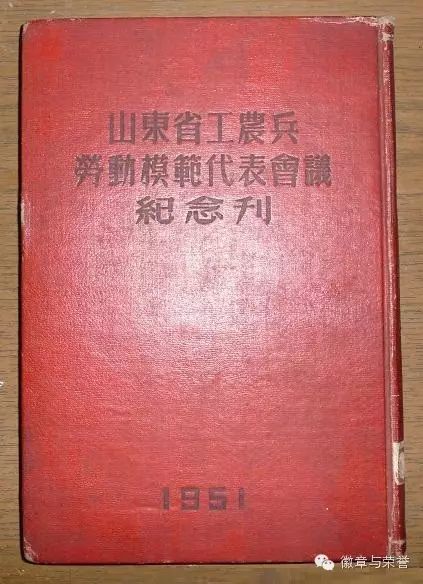 山東省工農兵
勞動模範代表會議
紀念刊
1951
徽章与荣誉